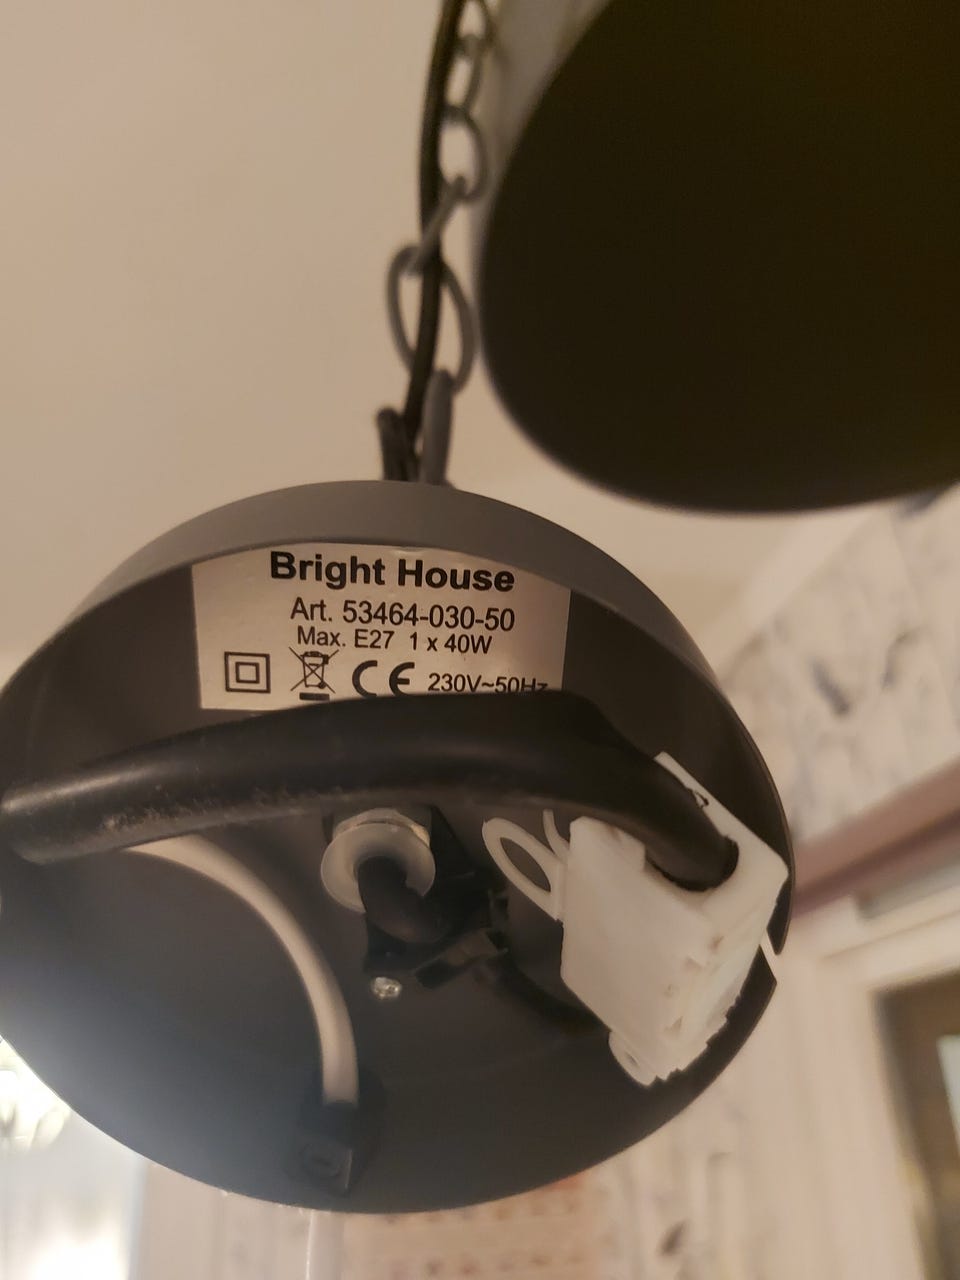 Bright House
Art. 53464-030-50
Max. E27 1 x 40W
CE 230V~50Hz